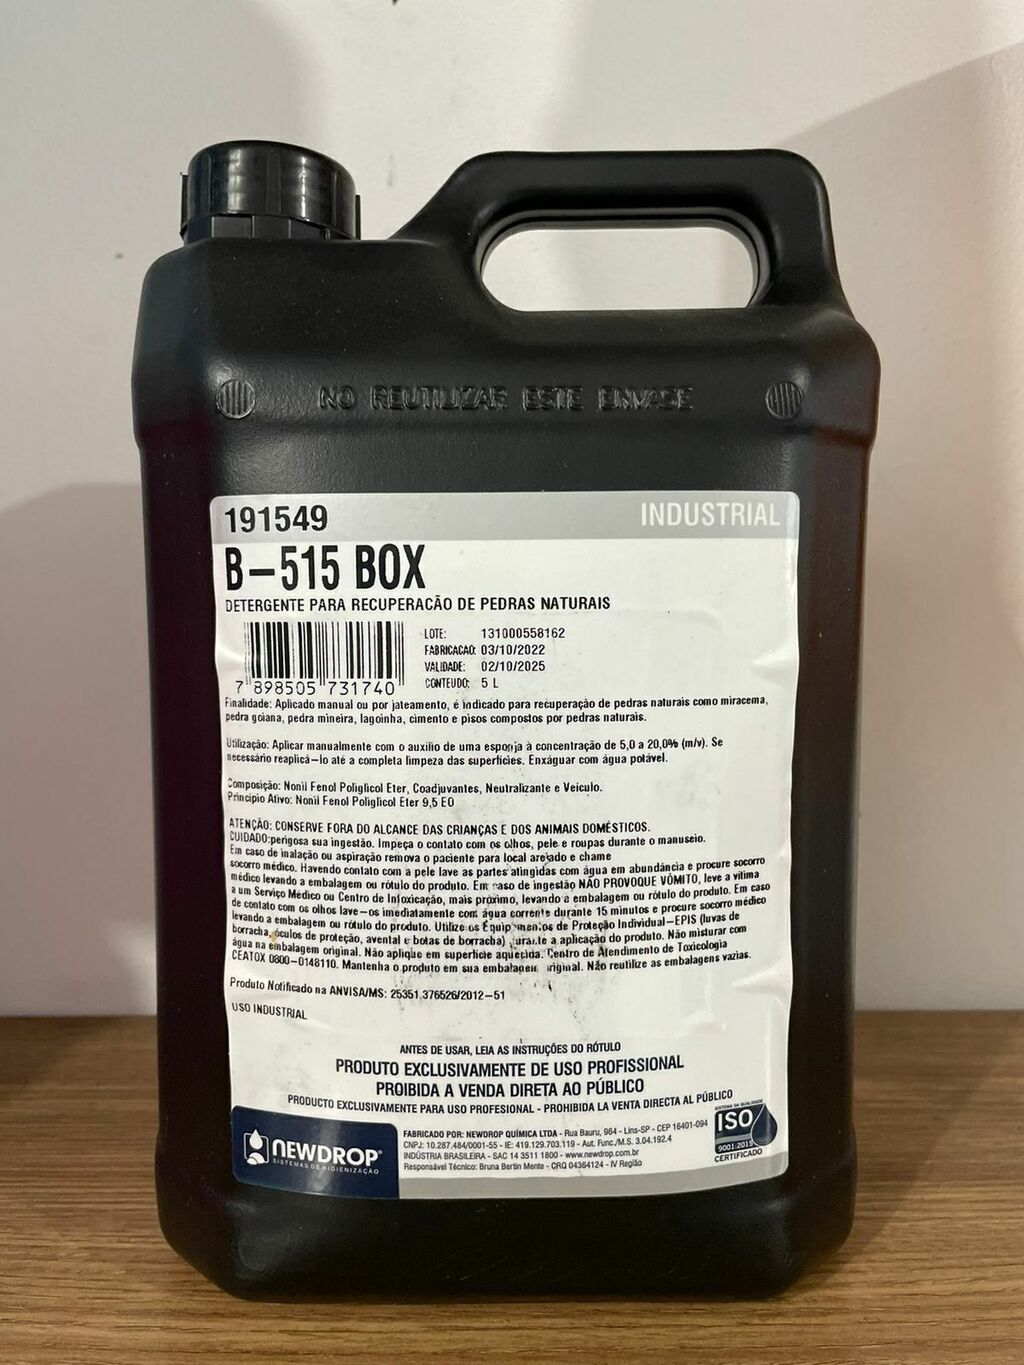 NO REUTILIZAR ESTE ENVASE
191549
INDUSTRIAL
B-515 BOX
DETERGENTE PARA RECUPERACÃO DE PEDRAS NATURAIS
LOTE: 131000558162
FABRICACAO: 03/10/2022
VALIDADE: 02/10/2025
CONTEUDO: 5 L
7 898505 731740
Finalidade: Aplicado manual ou por jateamento, é indicado para recuperação de pedras naturais como miracema,
pedra goiana, pedra mineira, lagoinha, cimento e pisos compostos por pedras naturais.
Utilização: Aplicar manualmente com o auxilio de uma esponja à concentração de 5,0 a 20,0% (m/v). Se
necessário reaplicá-lo até a completa limpeza das superfícies. Enxáguar com água potável.
Composição: Nonil Fenol Poliglicol Eter, Coadjuvantes, Neutralizante e Veículo.
Principio Ativo: Nonil Fenol Poliglicol Eter 9,5 EO
ATENÇÃO: CONSERVE FORA DO ALCANCE DAS CRIANÇAS E DOS ANIMAIS DOMÉSTICOS.
CUIDADO:perigosa sua ingestão. Impeça o contato com os olhos, pele e roupas durante o manuseio.
Em caso de inalação ou aspiração remova o paciente para local arejado e chame
socorro médico. Havendo contato com a pele lave as partes atingidas com água em abundância e procure socorro
médico levando a embalagem ou rótulo do produto. Em caso de ingestão NÃO PROVOQUE VÔMITO, leve a vítima
a um Serviço Médico ou Centro de Intoxicação, mais próximo, levando a embalagem ou rótulo do produto. Em caso
de contato com os olhos lave-os imediatamente com água corrente durante 15 minutos e procure socorro médico
levando a embalagem ou rótulo do produto. Utilize os Equipamentos de Proteção Individual-EPIS (luvas de
borracha, óculos de proteção, avental e botas de borracha) durante a aplicação do produto. Não misturar com
água na embalagem original. Não aplique em superfície aquecida. Centro de Atendimento de Toxicologia
CEATOX 0800-0148110. Mantenha o produto em sua embalagem original. Não reutilize as embalagens vazias.
Produto Notificado na ANVISA/MS: 25351.376526/2012-51
USO INDUSTRIAL
ANTES DE USAR, LEIA AS INSTRUÇÕES DO RÓTULO
PRODUTO EXCLUSIVAMENTE DE USO PROFISSIONAL
PROIBIDA A VENDA DIRETA AO PÚBLICO
PRODUCTO EXCLUSIVAMENTE PARA USO PROFESIONAL - PROHIBIDA LA VENTA DIRECTA AL PÚBLICO
NEWDROP®
SISTEMAS DE HIGIENIZAÇÃO
FABRICADO POR: NEWDROP QUÍMICA LTDA - Rua Bauru, 964 - Lins-SP - CEP 16401-094
CNPJ: 10.287.484/0001-55 - IE: 419.129.703.119 - Aut. Func./M.S. 3.04.192.4
INDÚSTRIA BRASILEIRA - SAC 14 3511 1800 - www.newdrop.com.br
Responsável Técnico: Bruna Bertin Mente - CRQ 04364124 - IV Região
SISTEMA DA QUALIDADE
ISO
9001:2015
CERTIFICADO